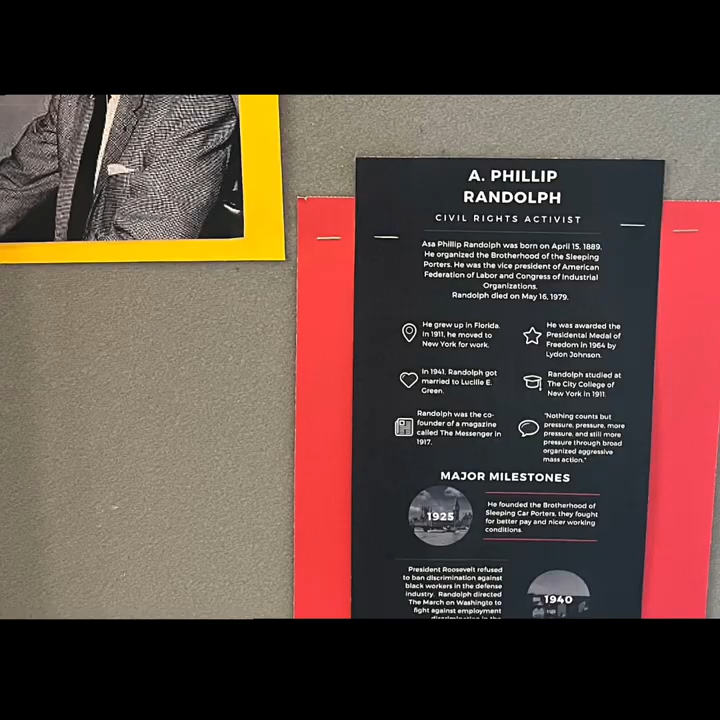 A. PHILLIP
RANDOLPH
CIVIL RIGHTS ACTIVIST
Asa Phillip Randolph was born on April 15, 1889.
He organized the Brotherhood of the Sleeping
Porters. He was the vice president of American
Federation of Labor and Congress of Industrial
Organizations.
Randolph died on May 16, 1979.
He grew up in Florida.
In 1911, he moved to
New York for work.
He was awarded the
Presidental Medal of
Freedom in 1964 by
Lydon Johnson.
In 1941, Randolph got
married to Lucille E.
Green.
Randolph studied at
The City College of
New York in 1911.
Randolph was the co-
founder of a magazine
called The Messenger in
1917.
"Nothing counts but
pressure, pressure, more
pressure, and still more
pressure through broad
organized aggressive
mass action."
MAJOR MILESTONES
1925
He founded the Brotherhood of
Sleeping Car Porters, they fought
for better pay and nicer working
conditions.
President Roosevelt refused
to ban discrimination against
black workers in the defense
industry. Randolph directed
The March on Washingto to
fight against employment
discrimination in the
1940